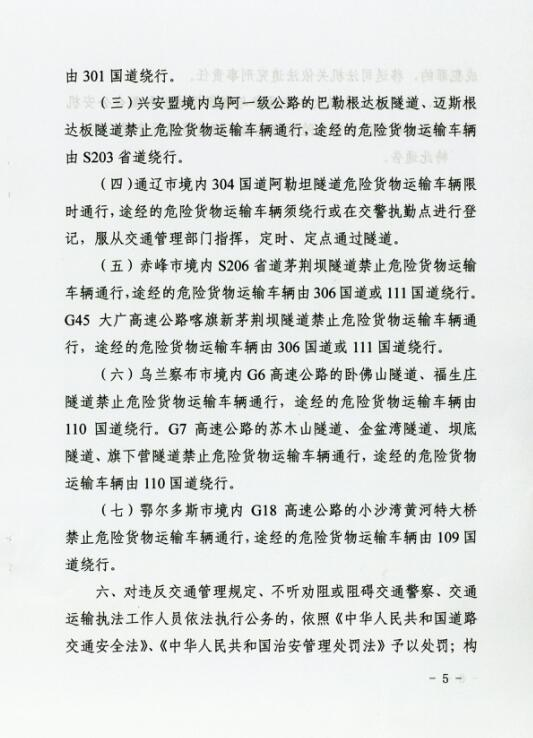 由 301 国道绕行。
（三）兴安盟境内乌阿一级公路的巴勒根达板隧道、迈斯根
达板隧道禁止危险货物运输车辆通行，途经的危险货物运输车辆
由 S203 省道绕行。
（四）通辽市境内 304 国道阿勒坦隧道危险货物运输车辆限
时通行，途经的危险货物运输车辆须绕行或在交警执勤点进行登
记，服从交通管理部门指挥，定时、定点通过隧道。
（五）赤峰市境内 S206 省道茅荆坝隧道禁止危险货物运输
车辆通行，途经的危险货物运输车辆由 306 国道或 111 国道绕行。
G45 大广高速公路喀旗新茅荆坝隧道禁止危险货物运输车辆通
行，途经的危险货物运输车辆由 306 国道或 111 国道绕行。
（六）乌兰察布市境内 G6 高速公路的卧佛山隧道、福生庄
隧道禁止危险货物运输车辆通行，途经的危险货物运输车辆由
110 国道绕行。G7 高速公路的苏木山隧道、金盆湾隧道、坝底
隧道、旗下营隧道禁止危险货物运输车辆通行，途经的危险货物
运输车辆由 110 国道绕行。
（七）鄂尔多斯市境内 G18 高速公路的小沙湾黄河特大桥
禁止危险货物运输车辆通行，途经的危险货物运输车辆由 109 国
道绕行。
六、对违反交通管理规定、不听劝阻或阻碍交通警察、交通
运输执法工作人员依法执行公务的，依照《中华人民共和国道路
交通安全法》、《中华人民共和国治安管理处罚法》予以处罚；构
- 5 -